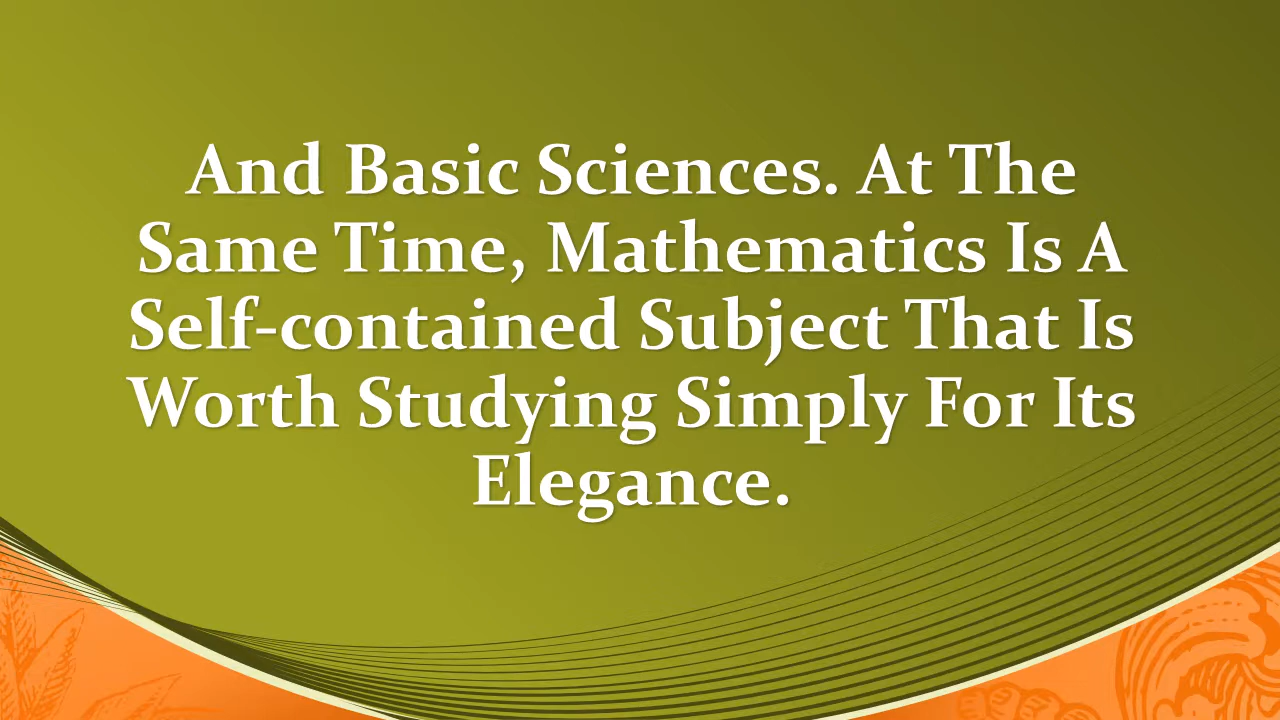 And Basic Sciences. At The
Same Time, Mathematics Is A
Self-contained Subject That Is
Worth Studying Simply For Its
Elegance.